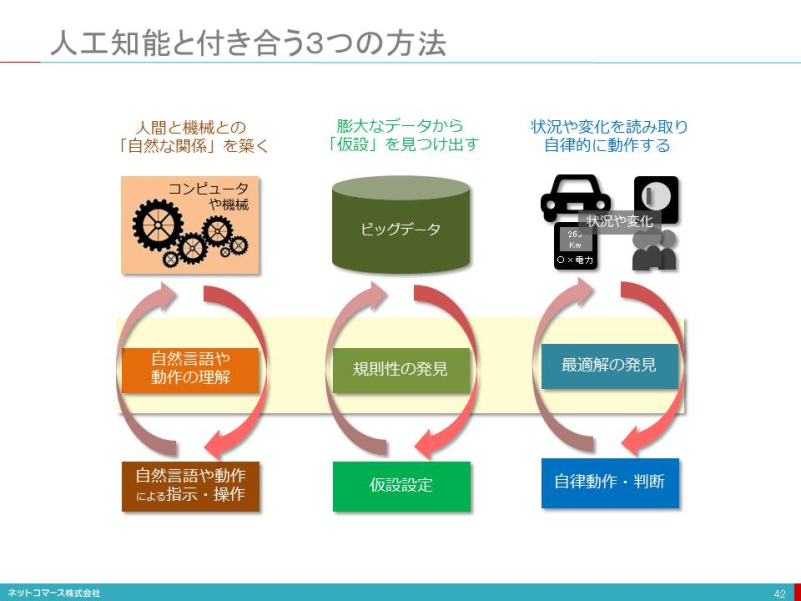 人工知能と付き合う3つの方法
人間と機械との
「自然な関係」を築く
膨大なデータから
「仮設」を見つけ出す
状況や変化を読み取り
自律的に動作する
コンピュータ
や機械
ビッグデータ
状況や変化
Kw
○×電力
自然言語や
動作の理解
規則性の発見
最適解の発見
自然言語や動作
による指示・操作
仮設設定
自律動作・判断
ネットコマース株式会社
42